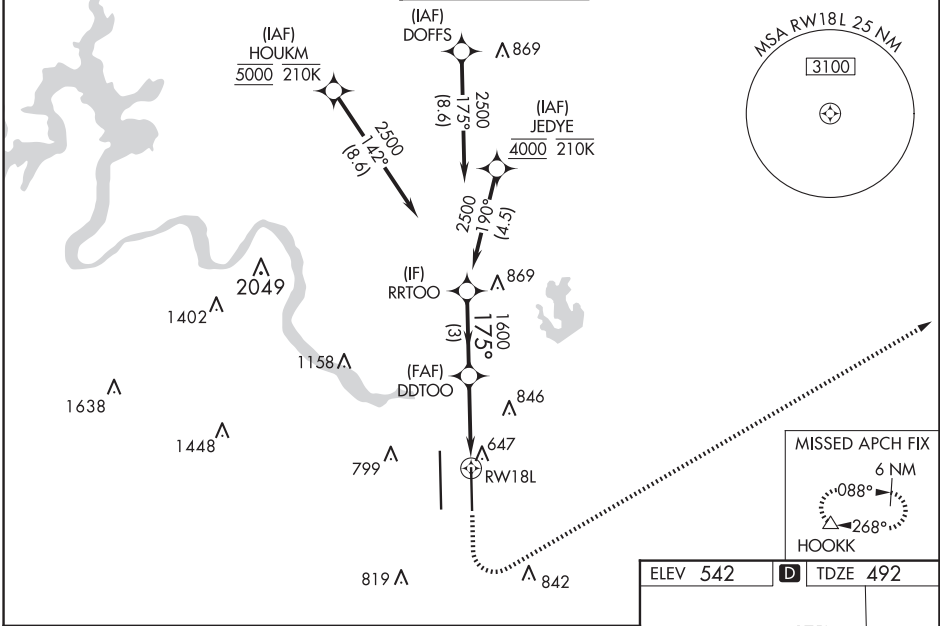 (IAF)
DOFFS
869
(IAF)
HOUKM
5000 210K
2500
142°
(8.6)
2500
175°
(8.6)
(IAF)
JEDYE
4000 210K
2500
190°
(4.5)
MSA RW18L 25 NM
3100
(IF)
RRTOO
869
2049
1402
1600
175°
(3)
1158
(FAF)
DDTOO
846
1638
1448
799
647
RW18L
MISSED APCH FIX
6 NM
088°
268°
HOOKK
819
842
ELEV 542 D TDZE 492